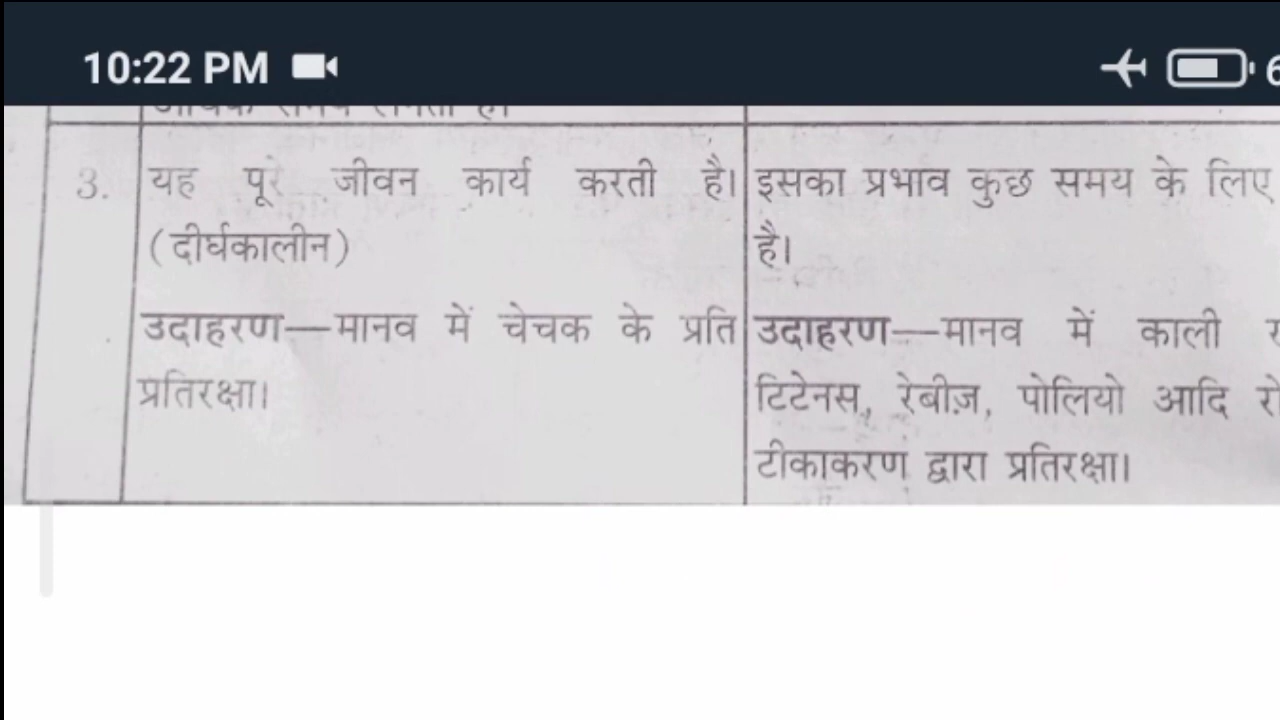 10:22 PM
6
3. यह पूरे जीवन कार्य करती है। इसका प्रभाव कुछ समय के लिए
(दीर्घकालीन) है।
उदाहरण—मानव में चेचक के प्रति उदाहरण—मानव में काली
प्रतिरक्षा। टिटेनस, रेबीज़, पोलियो आदि
टीकाकरण द्वारा प्रतिरक्षा।